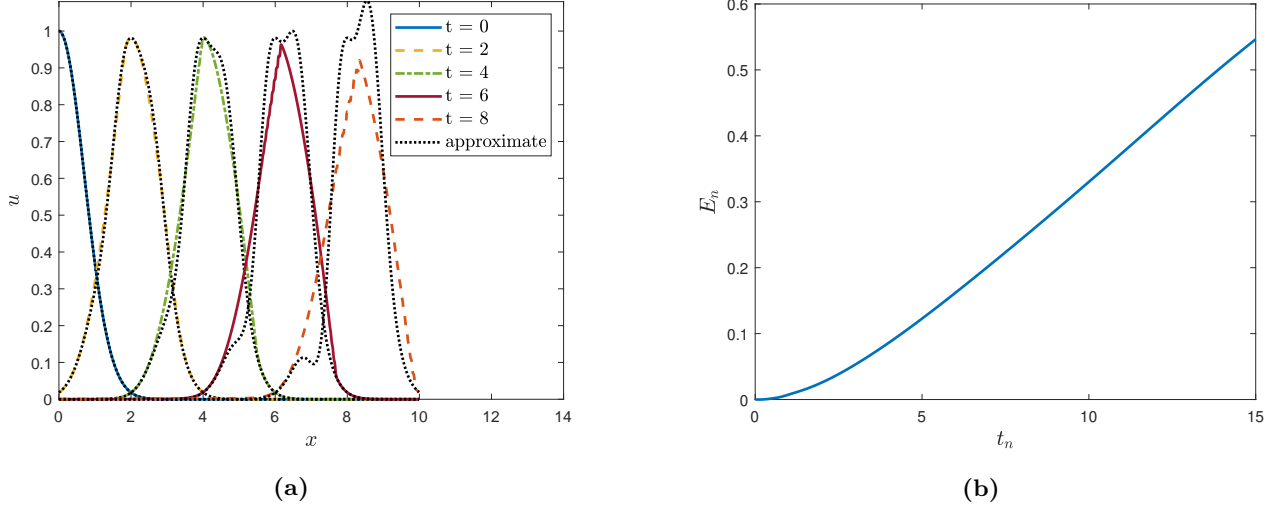 t = 0
t = 2
t = 4
t = 6
t = 8
approximate
1
0.9
0.8
0.7
0.6
0.5
0.4
0.3
0.2
0.1
0
u
0 2 4 6 8 10 12 14
x
(a)
0.6
0.5
0.4
0.3
0.2
0.1
0
E_n
0 5 10 15
t_n
(b)